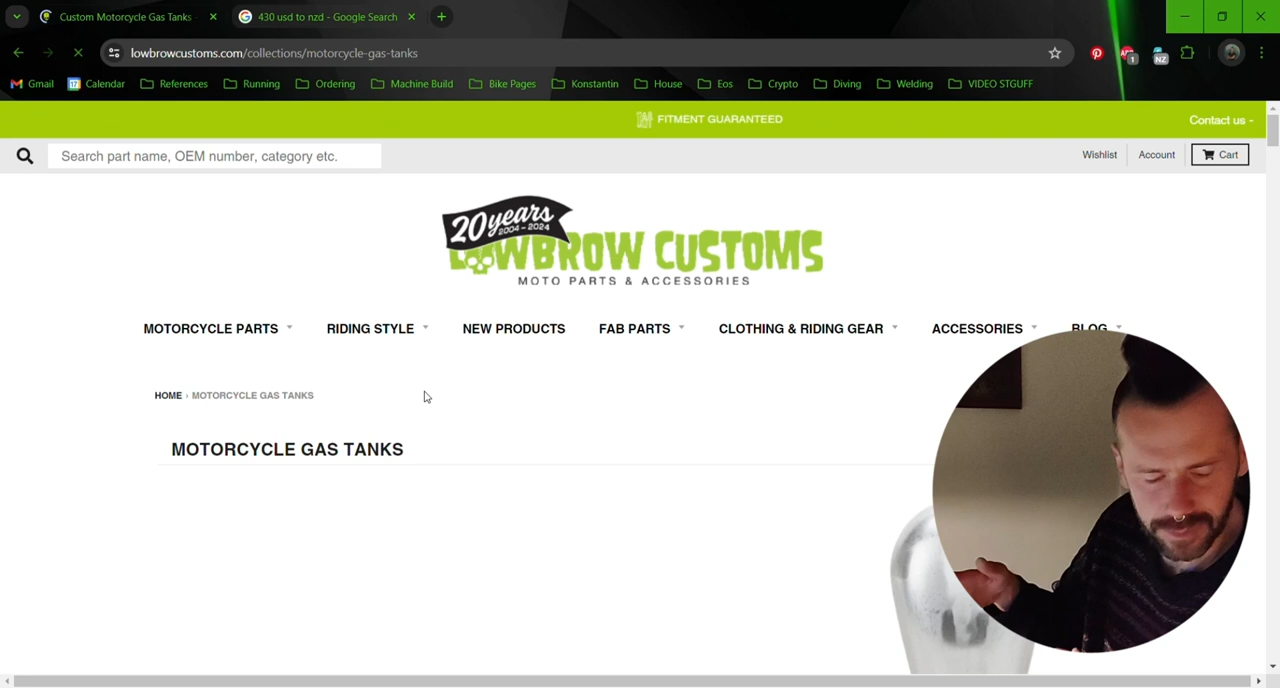 Custom Motorcycle Gas Tanks
430 usd to nzd - Google Search
lowbrowcustoms.com/collections/motorcycle-gas-tanks
1
NZ
Gmail
17
Calendar
References
Running
Ordering
Machine Build
Bike Pages
Konstantin
House
Eos
Crypto
Diving
Welding
VIDEO STGUFF
FITMENT GUARANTEED
Contact us -
Search part name, OEM number, category etc.
Wishlist
Account
Cart
20 years
2004 - 2024
LOWBROW CUSTOMS
MOTO PARTS & ACCESSORIES
MOTORCYCLE PARTS
RIDING STYLE
NEW PRODUCTS
FAB PARTS
CLOTHING & RIDING GEAR
ACCESSORIES
BLOG
HOME › MOTORCYCLE GAS TANKS
MOTORCYCLE GAS TANKS